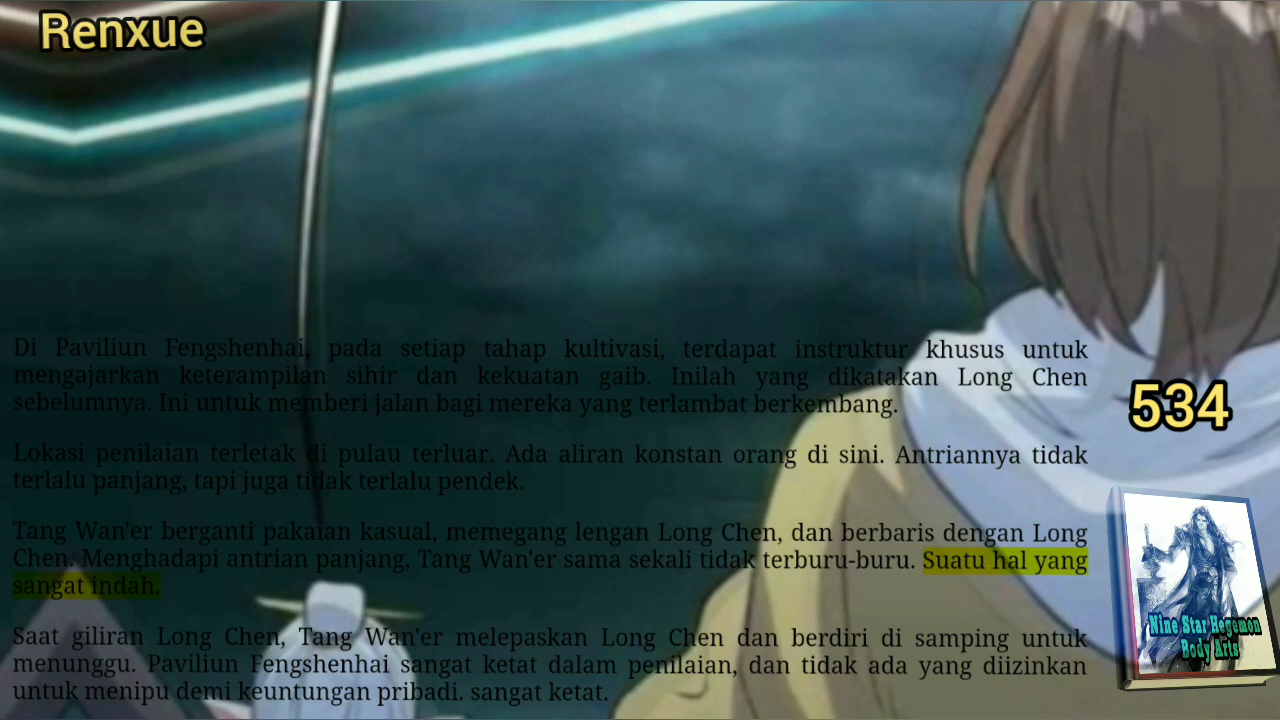 Renxue
Di Paviliun Fengshenhai, pada setiap tahap kultivasi, terdapat instruktur khusus untuk
mengajarkan keterampilan sihir dan kekuatan gaib. Inilah yang dikatakan Long Chen
sebelumnya. Ini untuk memberi jalan bagi mereka yang terlambat berkembang.
Lokasi penilaian terletak di pulau terluar. Ada aliran konstan orang di sini. Antriannya tidak
terlalu panjang, tapi juga tidak terlalu pendek.
Tang Wan'er berganti pakaian kasual, memegang lengan Long Chen, dan berbaris dengan Long
Chen. Menghadapi antrian panjang, Tang Wan'er sama sekali tidak terburu-buru. Suatu hal yang
sangat indah.
Saat giliran Long Chen, Tang Wan'er melepaskan Long Chen dan berdiri di samping untuk
menunggu. Paviliun Fengshenhai sangat ketat dalam penilaian, dan tidak ada yang diizinkan
untuk menipu demi keuntungan pribadi. sangat ketat.
534
Nine Star Hegemon
Body Arts